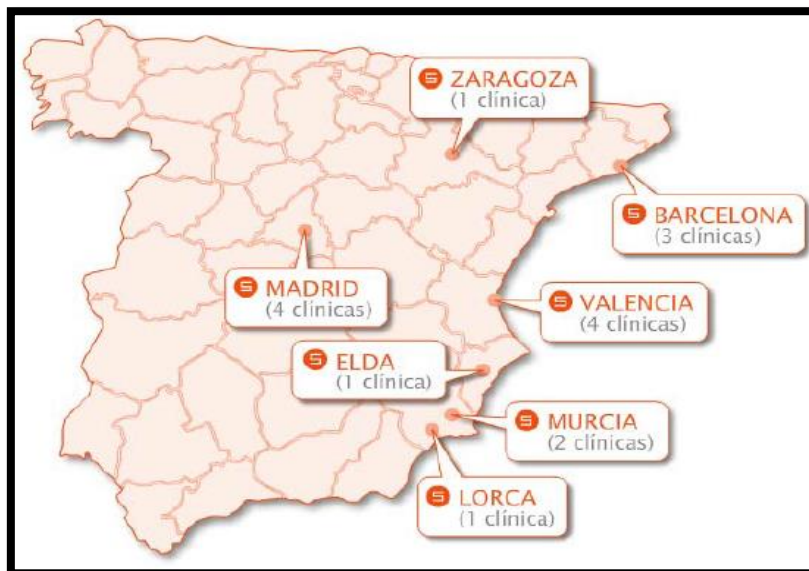 ZARAGOZA
(1 clínica)
BARCELONA
(3 clínicas)
MADRID
(4 clínicas)
VALENCIA
(4 clínicas)
ELDA
(1 clínica)
MURCIA
(2 clínicas)
LORCA
(1 clínica)